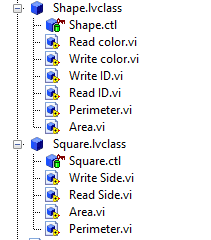 Shape.lvclass
Shape.ctl
Read color.vi
Write color.vi
Write ID.vi
Read ID.vi
Perimeter.vi
Area.vi
Square.lvclass
Square.ctl
Write Side.vi
Read Side.vi
Area.vi
Perimeter.vi